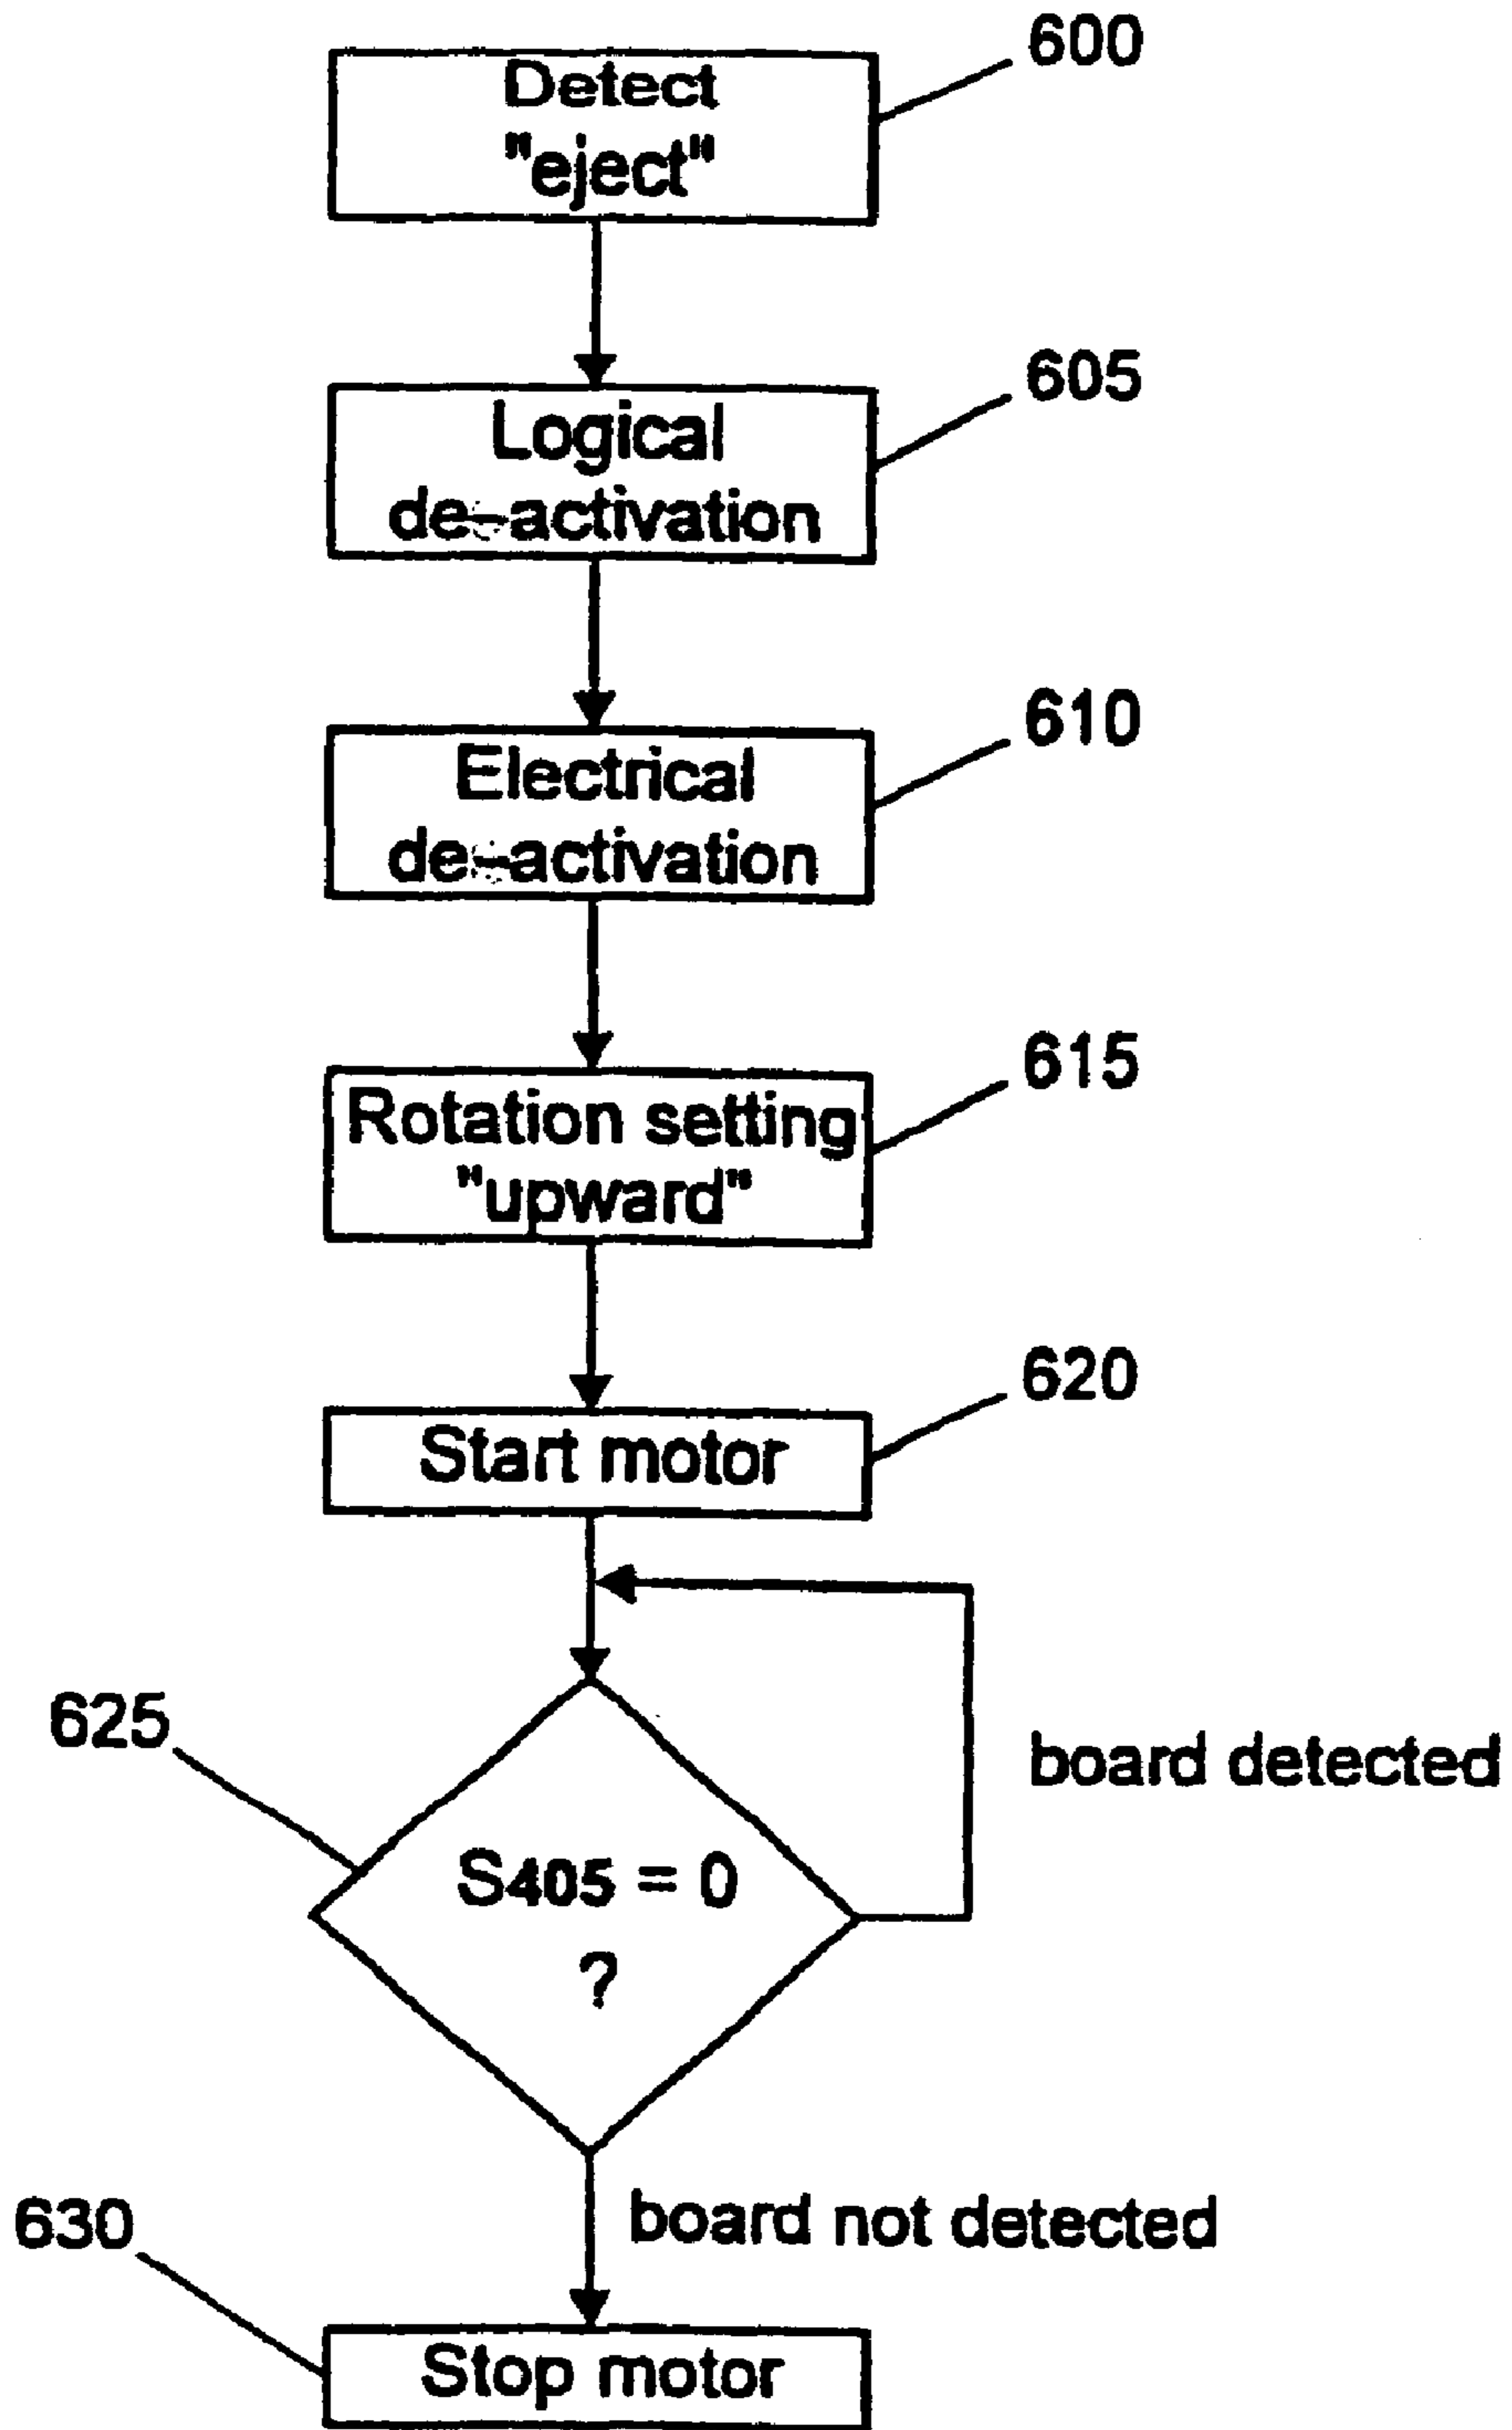 600
Detect
"eject"
605
Logical
de-activation
610
Electrical
de-activation
615
Rotation setting
"upward"
620
Start motor
625
board detected
S405 = 0
?
board not detected
630
Stop motor